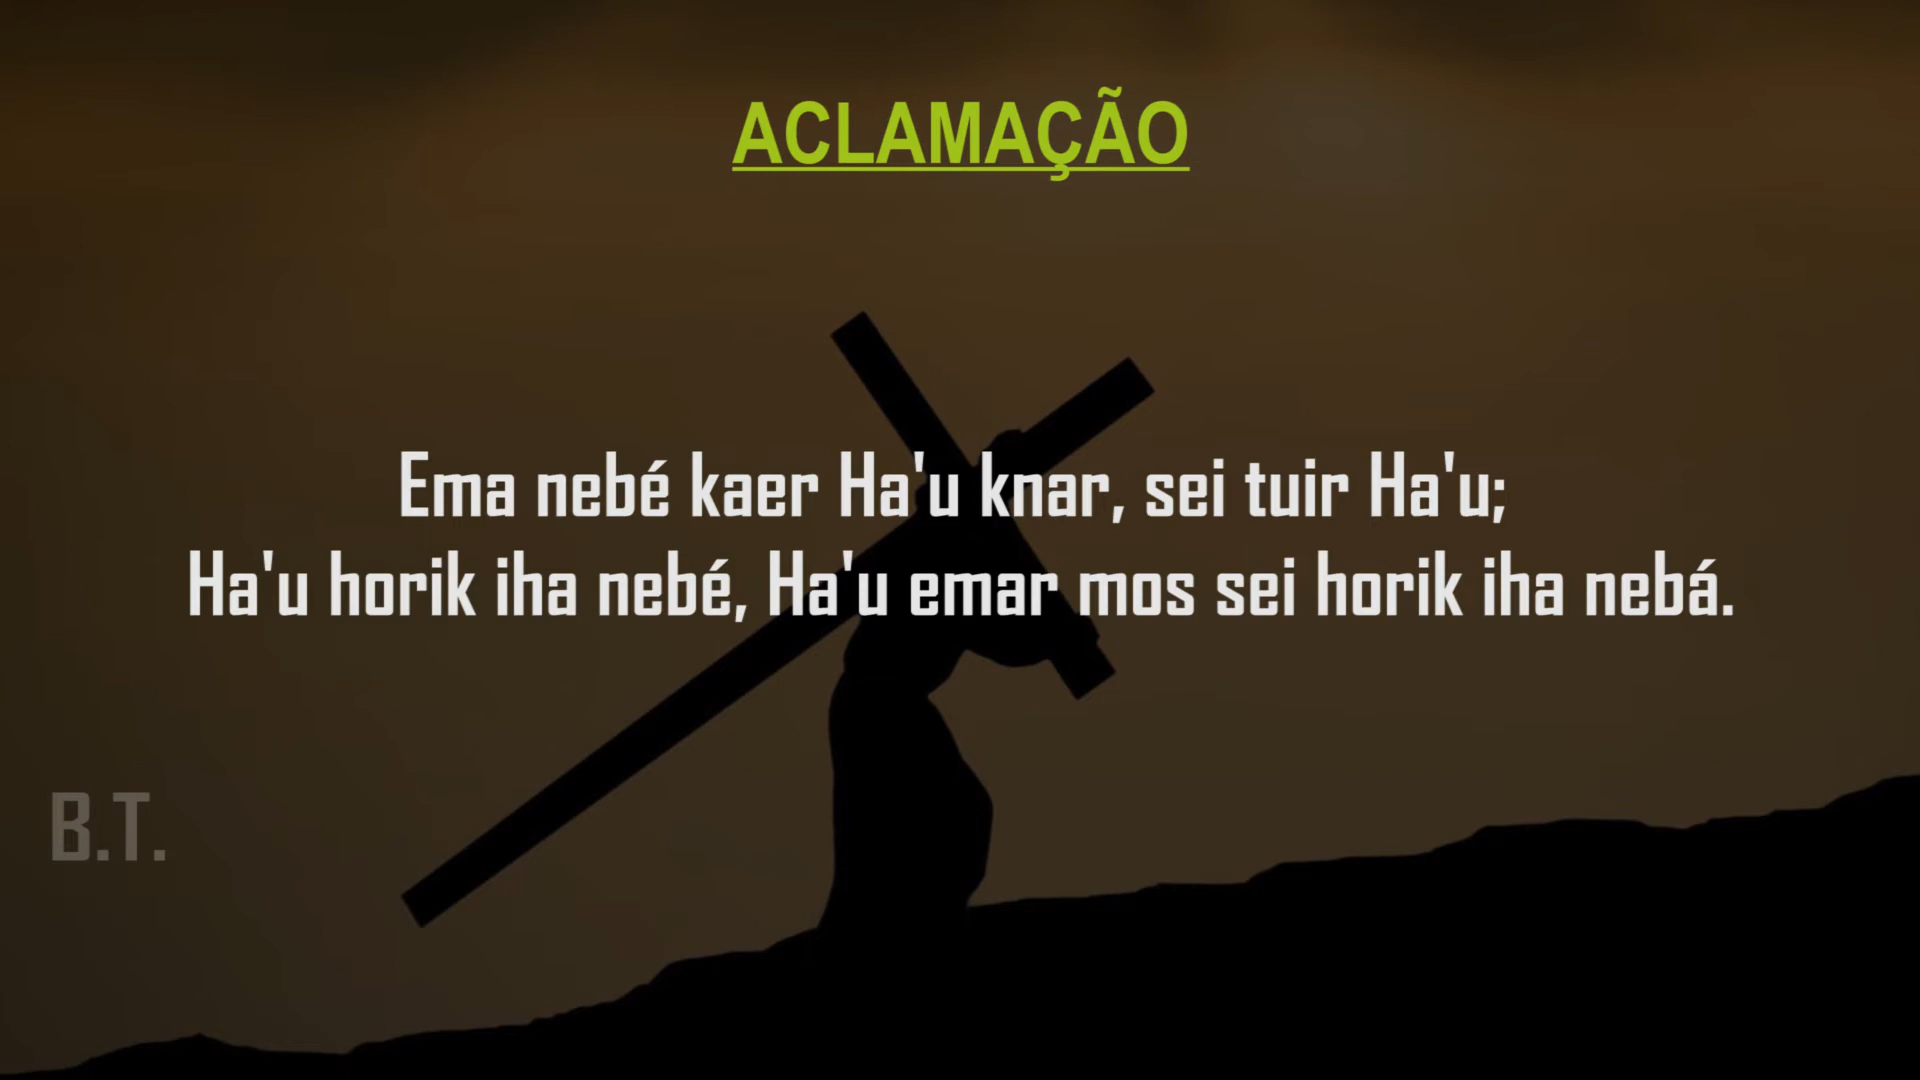 ACLAMAÇÃO
Ema nebé kaer Ha'u knar, sei tuir Ha'u;
Ha'u horik iha nebé, Ha'u emar mos sei horik iha nebá.
B.T.